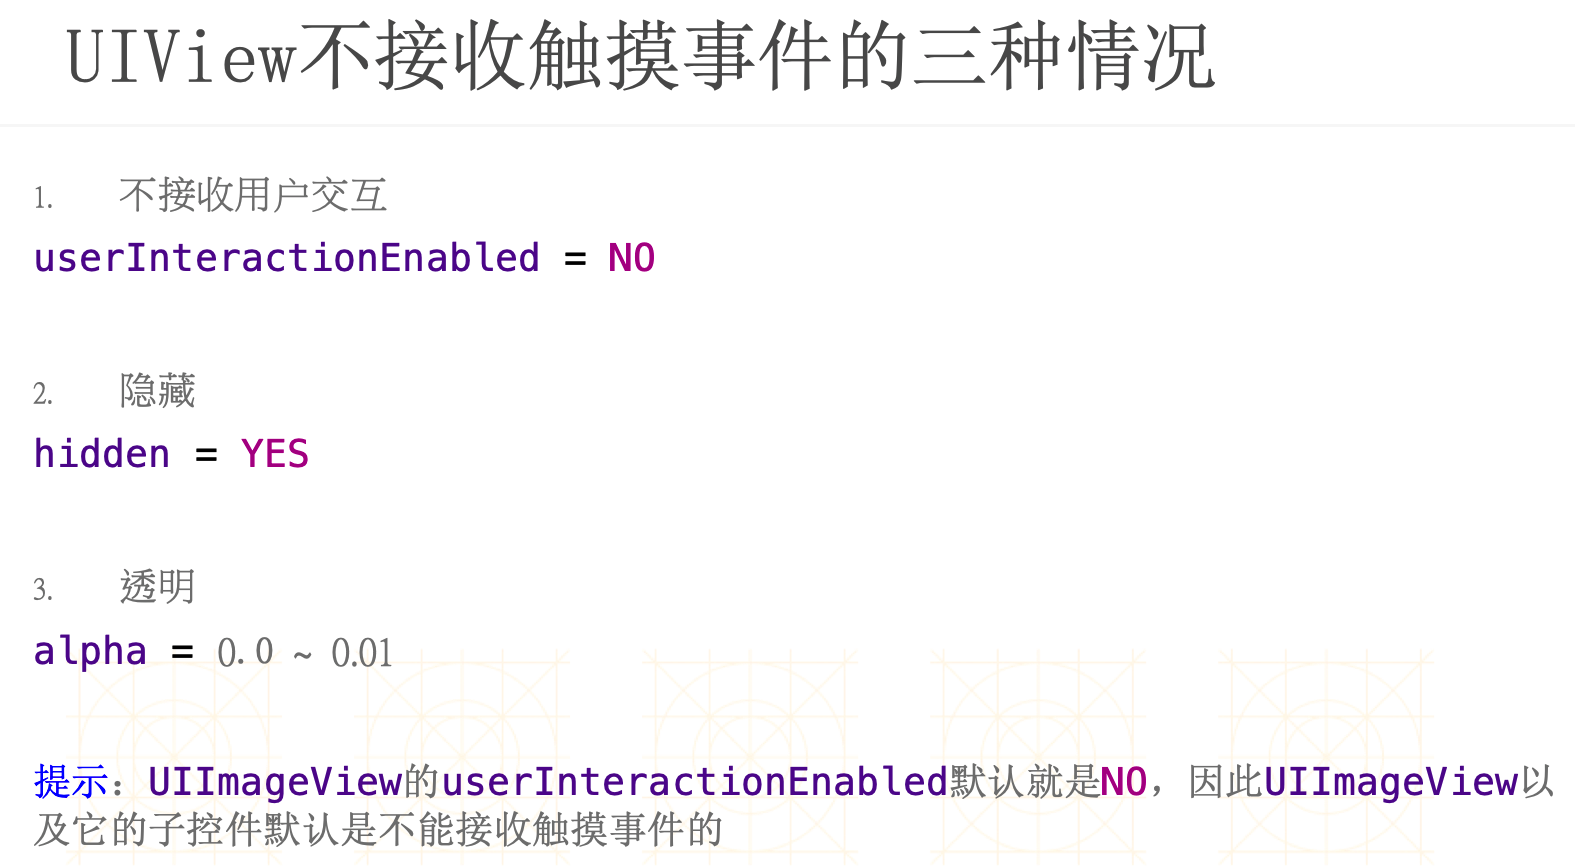 UIView不接收触摸事件的三种情况
1. 不接收用户交互
userInteractionEnabled = NO
2. 隐藏
hidden = YES
3. 透明
alpha = 0.0 ~ 0.01
提示：UIImageView的userInteractionEnabled默认就是NO，因此UIImageView以
及它的子控件默认是不能接收触摸事件的